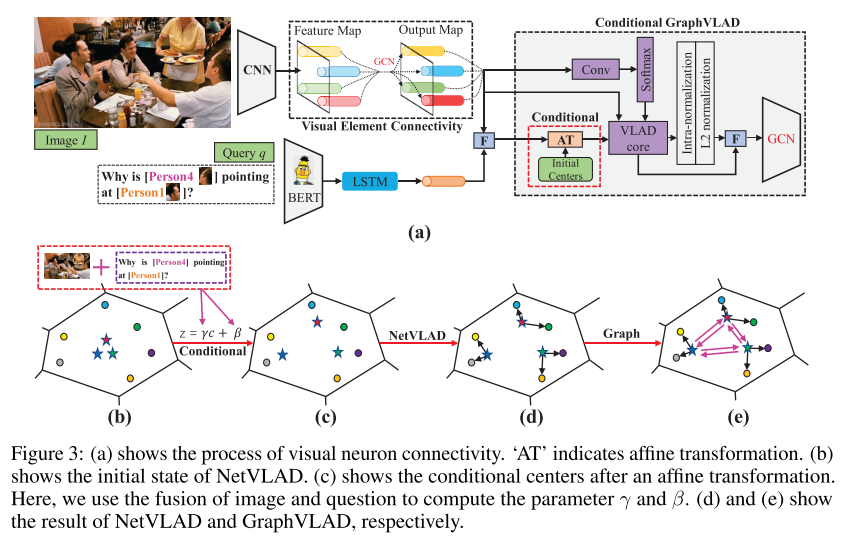 Conditional GraphVLAD
Feature Map
Output Map
CNN
GCN
Conv
Softmax
Intra-normalization
L2 normalization
GCN
Visual Element Connectivity
Conditional
F
AT
VLAD
core
F
Initial
Centers
Image I
Query q
Why is [Person4 ] pointing
at [Person1 ]?
BERT
LSTM
(a)
Why is [Person4] pointing
at [Person1]?
z = γc + β
Conditional
NetVLAD
Graph
(b)
(c)
(d)
(e)
Figure 3: (a) shows the process of visual neuron connectivity. ‘AT’ indicates affine transformation. (b)
shows the initial state of NetVLAD. (c) shows the conditional centers after an affine transformation.
Here, we use the fusion of image and question to compute the parameter γ and β. (d) and (e) show
the result of NetVLAD and GraphVLAD, respectively.